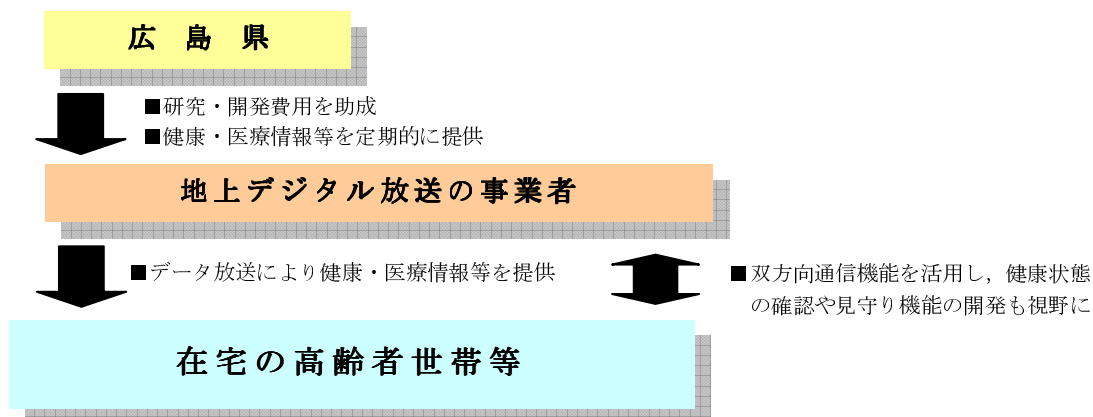 広 島 県
■研究・開発費用を助成
■健康・医療情報等を定期的に提供
地上デジタル放送の事業者
■データ放送により健康・医療情報等を提供
■双方向通信機能を活用し，健康状態
の確認や見守り機能の開発も視野に
在宅の高齢者世帯等